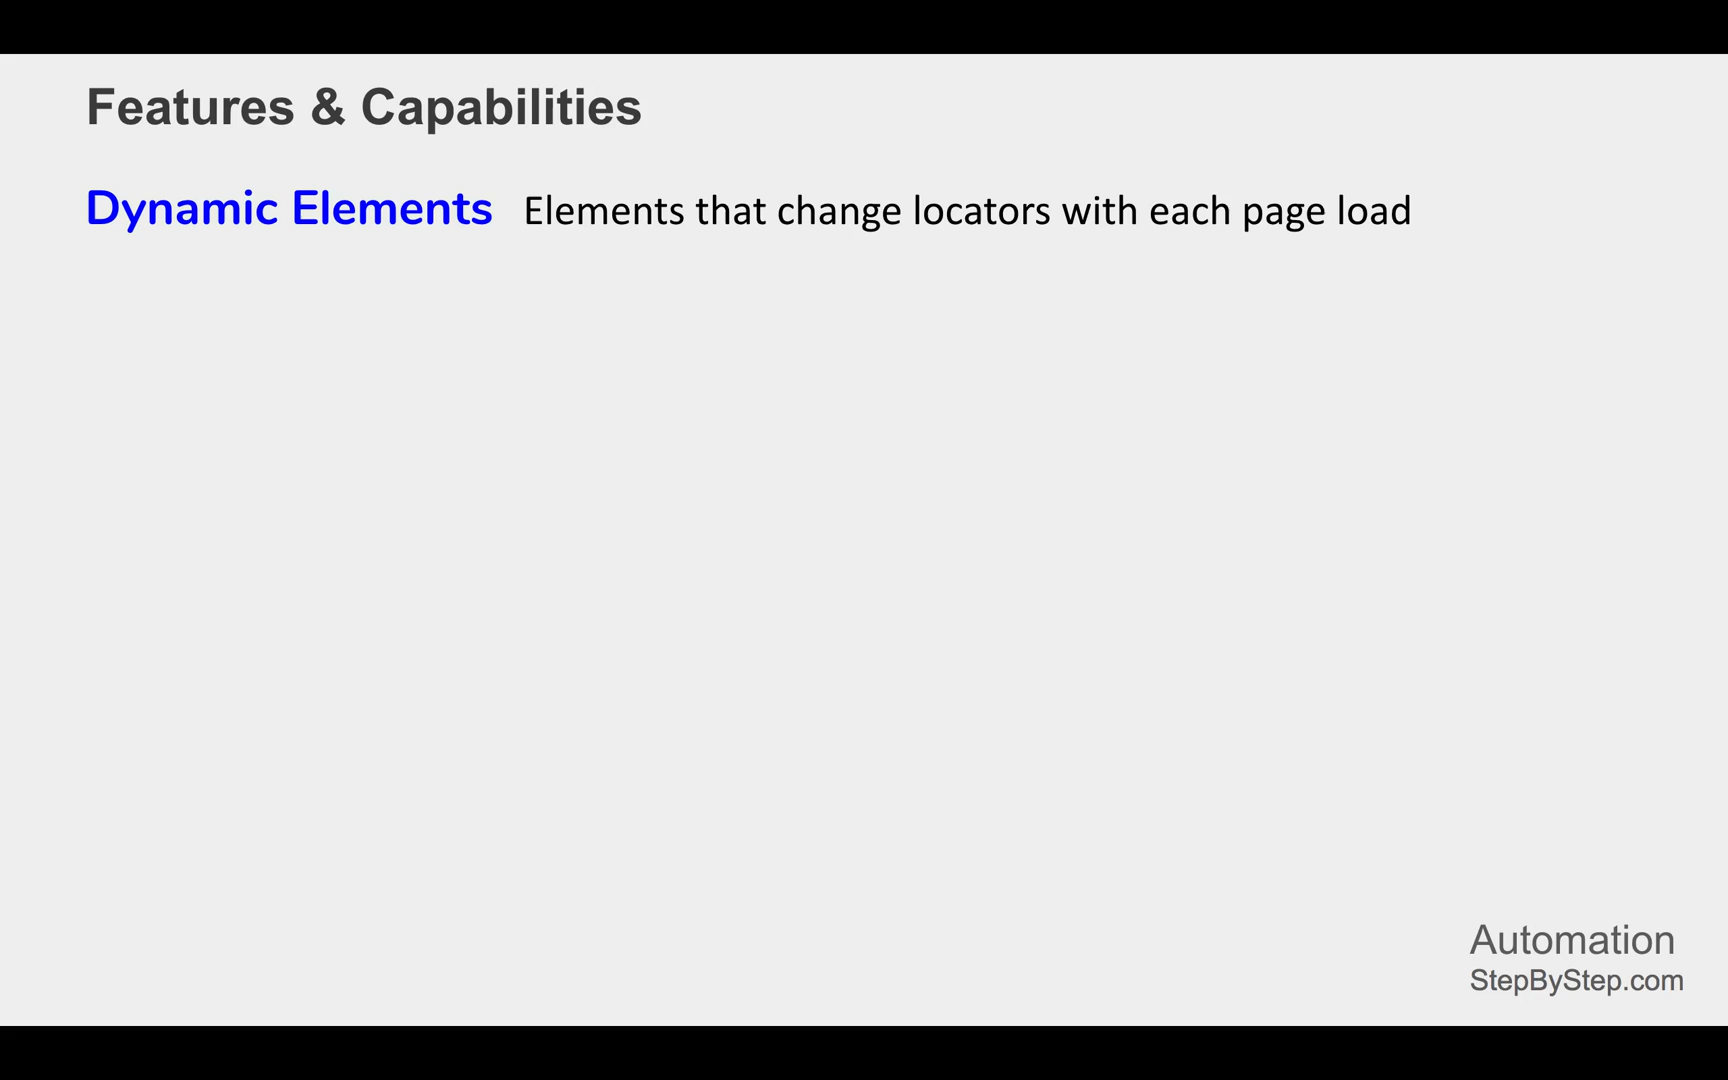 Features & Capabilities
Dynamic Elements Elements that change locators with each page load
Automation
StepByStep.com